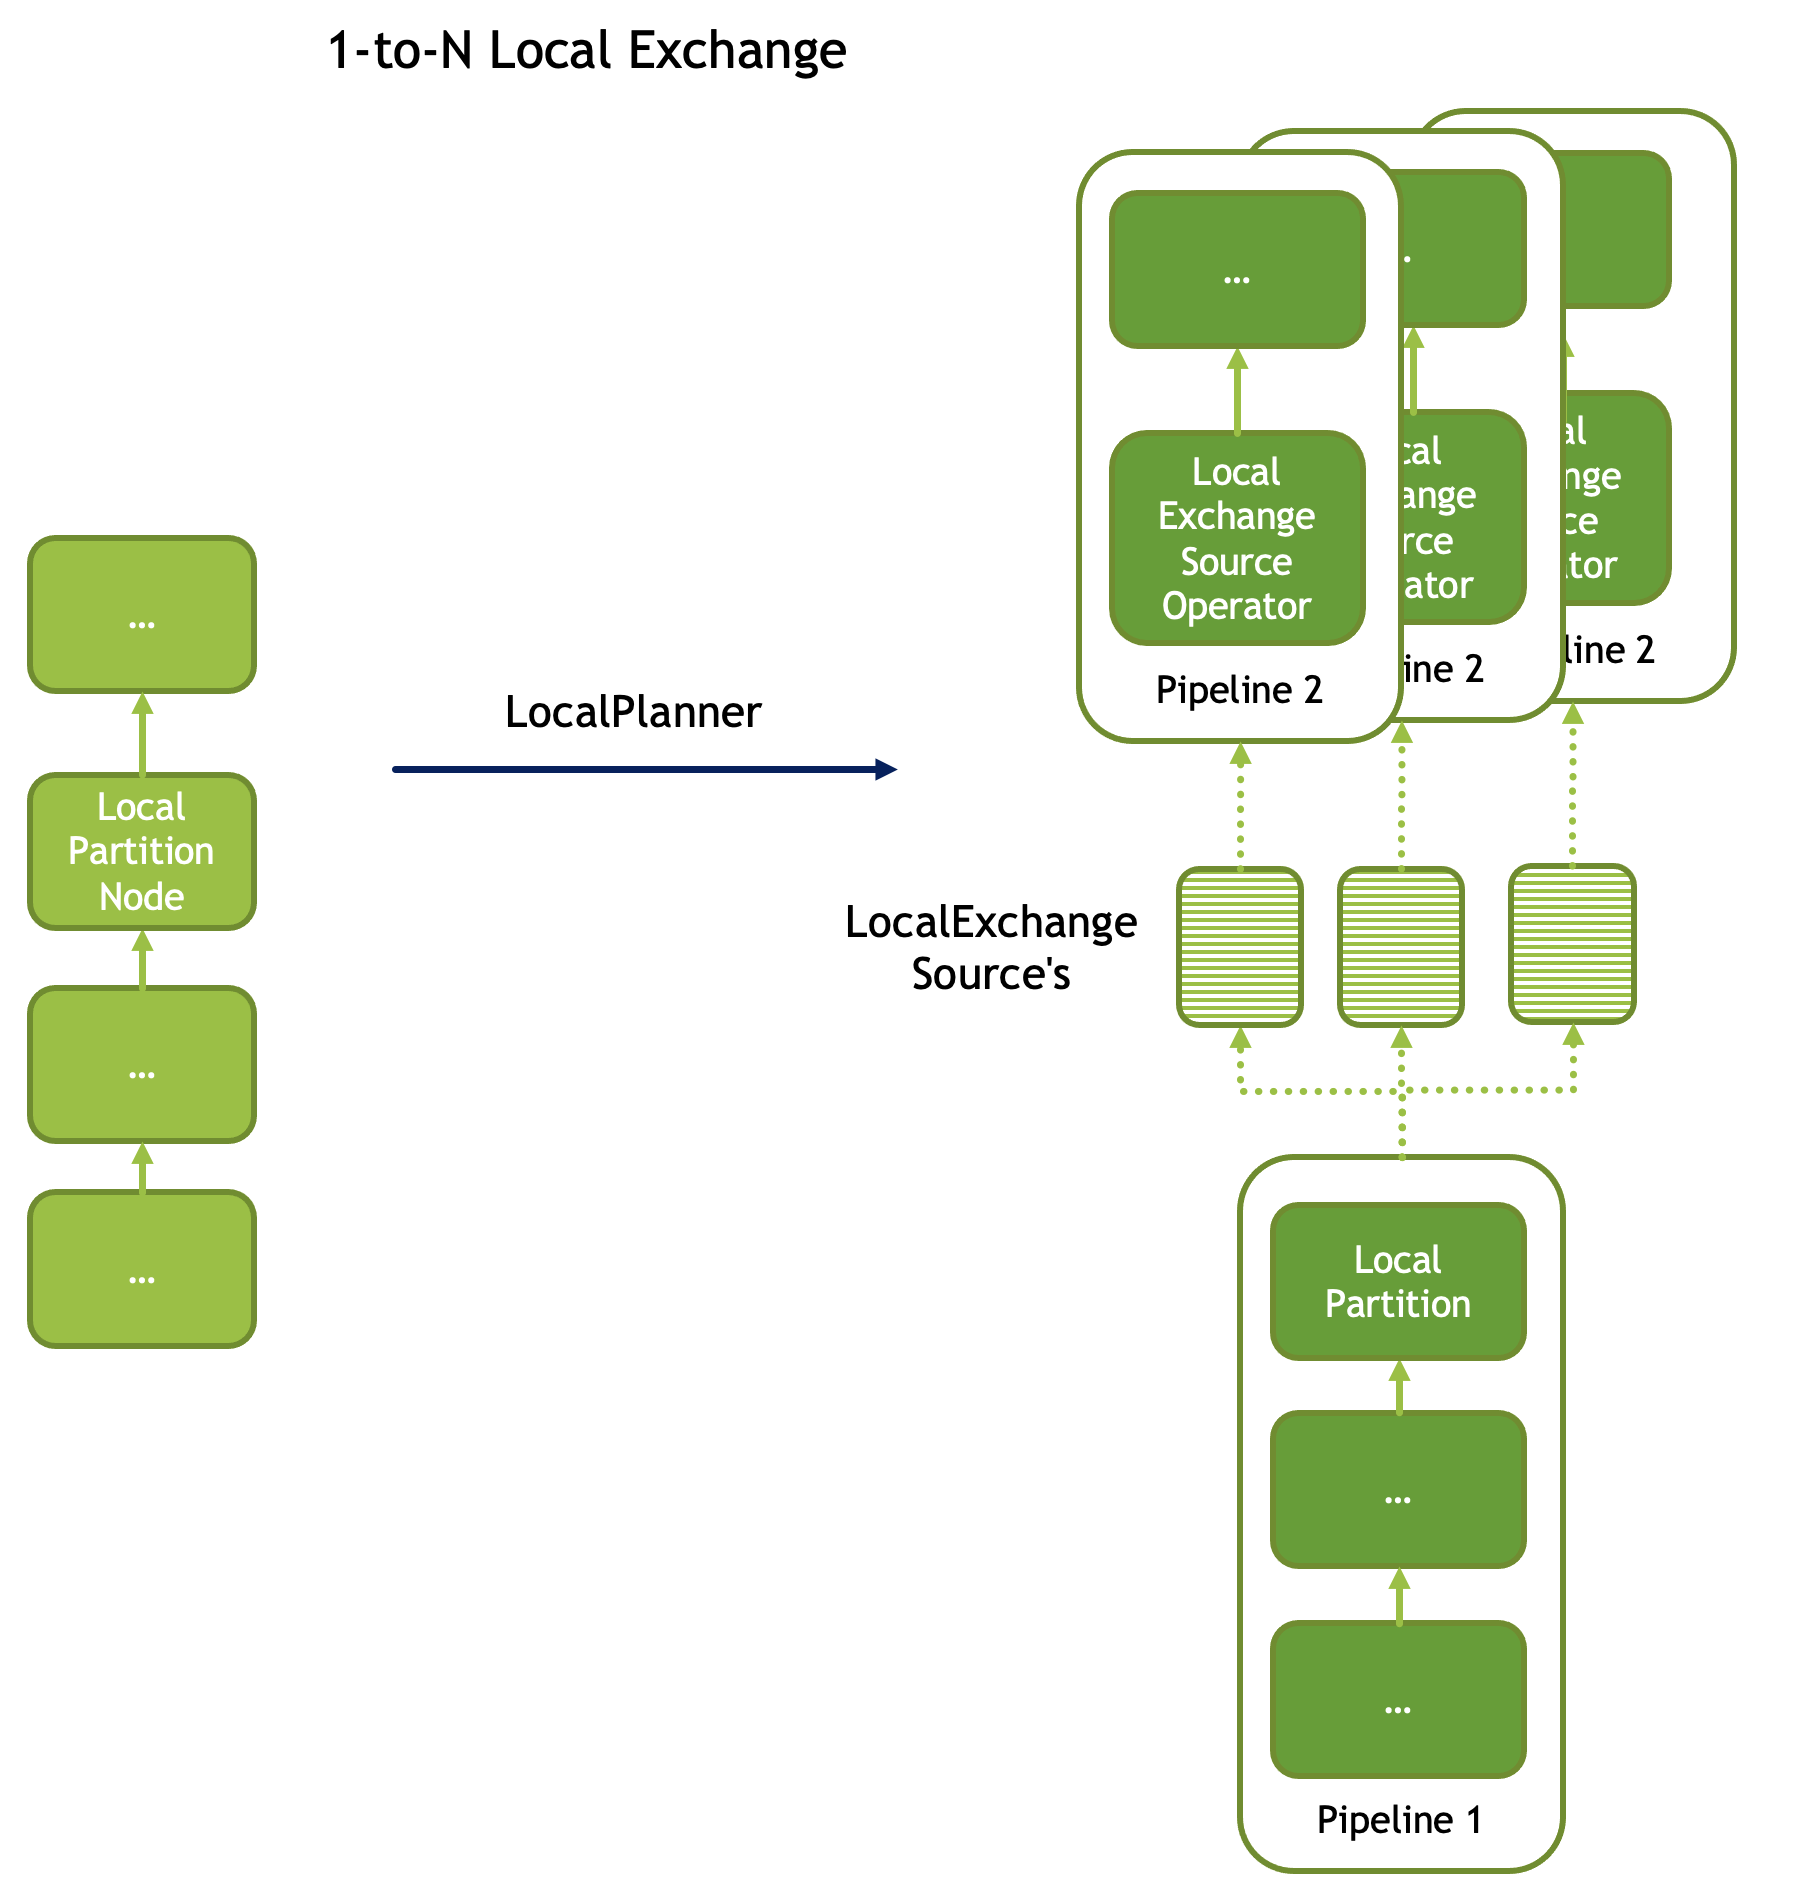 1-to-N Local Exchange
...
Local
Partition
Node
...
...
LocalPlanner
...
Local
Exchange
Source
Operator
Pipeline 2
.
cal
ange
rce
ator
ine 2
al
nge
ce
tor
line 2
LocalExchange
Source's
Local
Partition
...
...
Pipeline 1